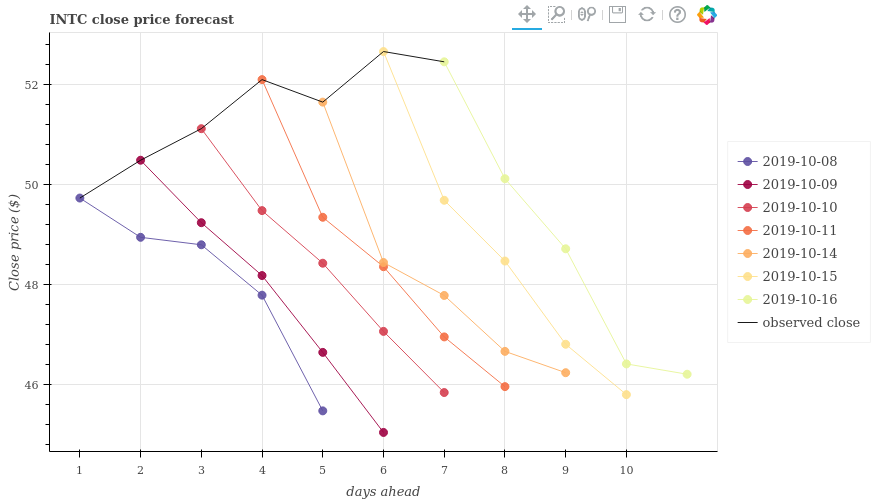 INTC close price forecast
52
50
48
46
Close price ($)
1 2 3 4 5 6 7 8 9 10
days ahead
2019-10-08
2019-10-09
2019-10-10
2019-10-11
2019-10-14
2019-10-15
2019-10-16
observed close